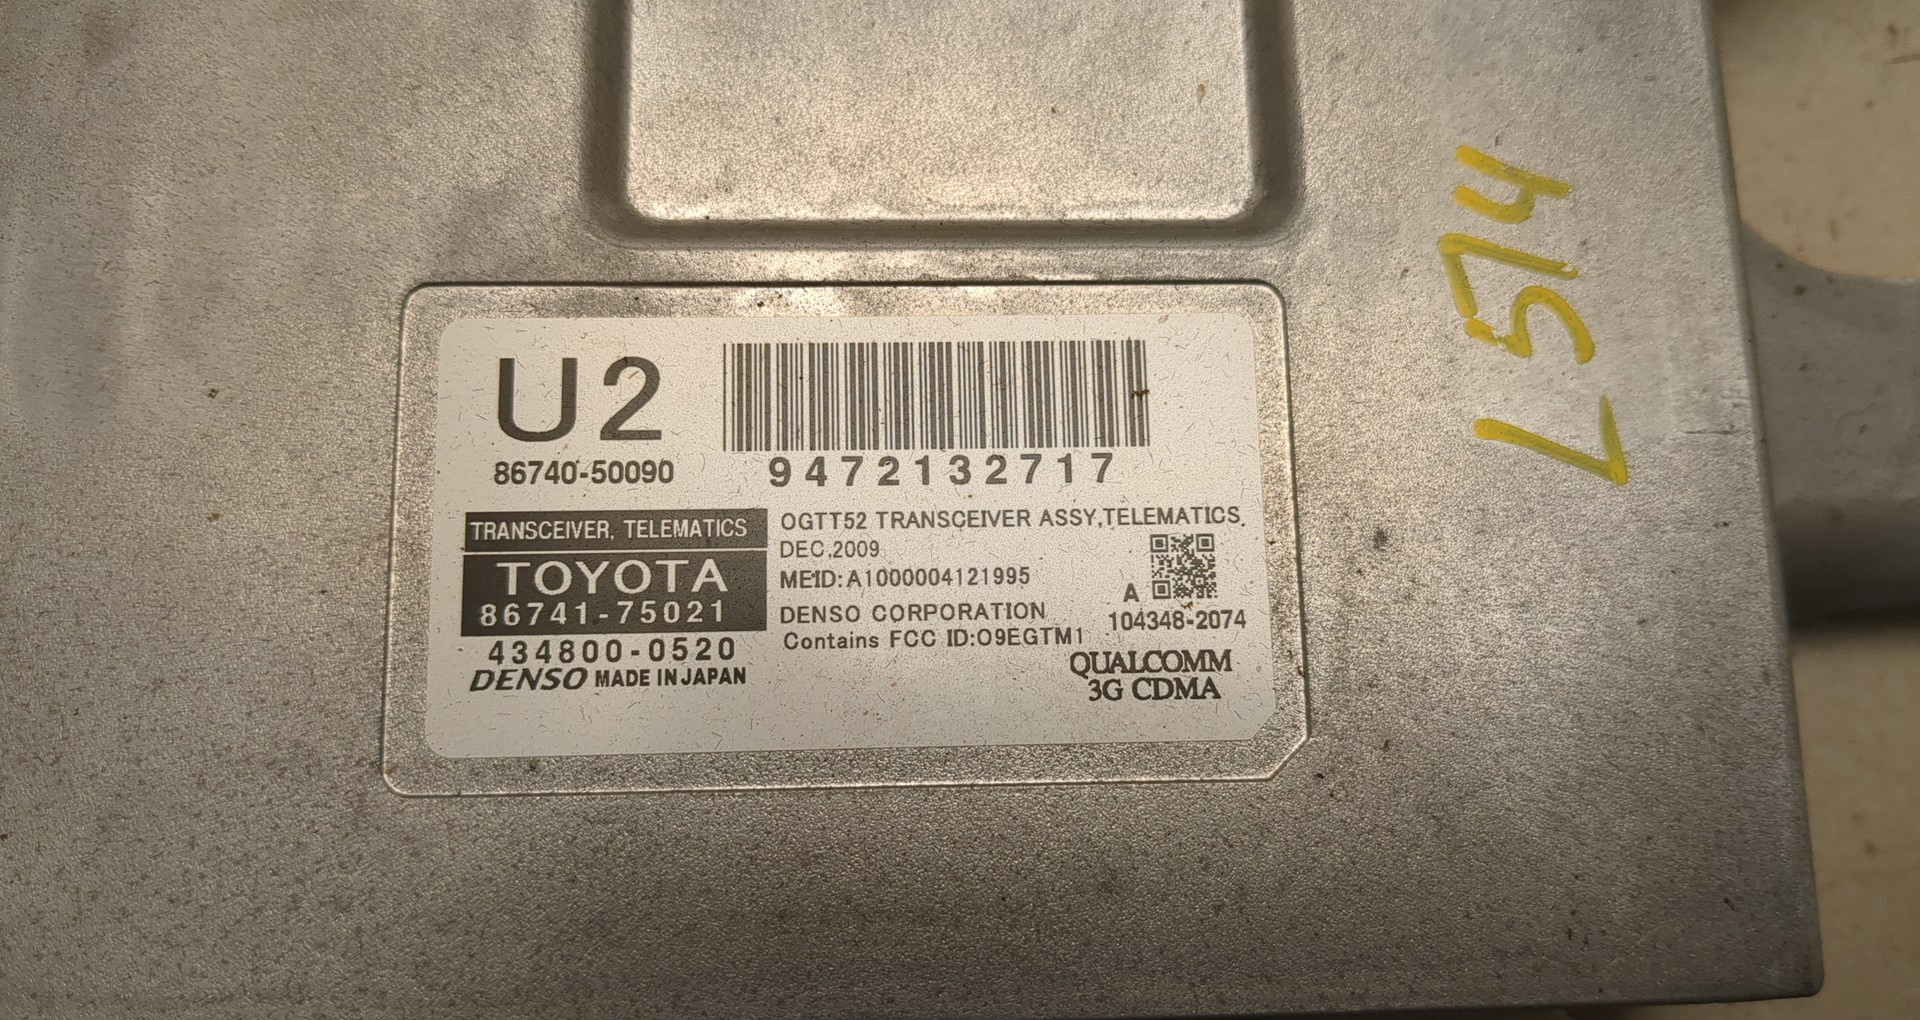 U2
86740-50090
9472132717
TRANSCEIVER, TELEMATICS
TOYOTA
86741-75021
434800-0520
DENSO MADE IN JAPAN
OGTT52 TRANSCEIVER ASSY,TELEMATICS.
DEC,2009
MEID:A1000004121995
DENSO CORPORATION
Contains FCC ID:O9EGTM1
A
104348-2074
QUALCOMM
3G CDMA
L 514